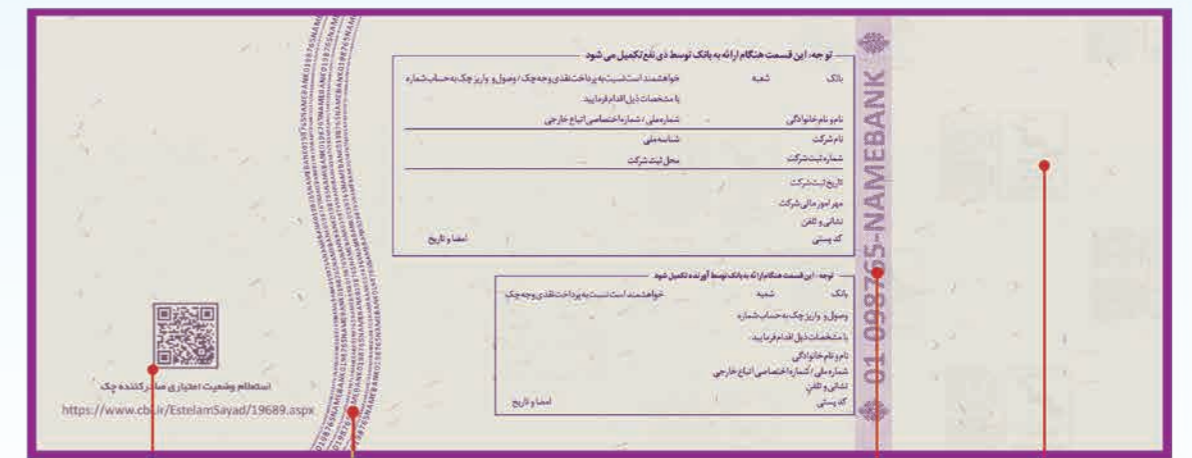 توجه، این قسمت هنگام ارائه به بانک توسط ذی نفع تکمیل می شود
بانک شعبه خواهشمند است نسبت به پرداخت نقدی وجه چک / وصول و واریز چک به حساب شماره
با مشخصات ذیل اقدام فرمایید.
نام و نام خانوادگی شماره ملی / شماره اختصاصی اتباع خارجی
نام شرکت شناسه ملی
شماره ثبت شرکت محل ثبت شرکت
تاریخ ثبت شرکت
مهر امور مالی شرکت
نشانی و تلفن
کد پستی امضا و تاریخ
توجه، این قسمت هنگام ارائه به بانک توسط آورنده تکمیل شود
بانک شعبه خواهشمند است نسبت به پرداخت نقدی وجه چک
وصول و واریز چک به حساب شماره
با مشخصات ذیل اقدام فرمایید.
نام و نام خانوادگی
شماره ملی / شماره اختصاصی اتباع خارجی
نشانی و تلفن
کد پستی امضا و تاریخ
01-098765-NAMEBANK
استعلام وضعیت اعتباری صادرکننده چک
https://www.cbi.ir/EstelamSayad/19689.aspx